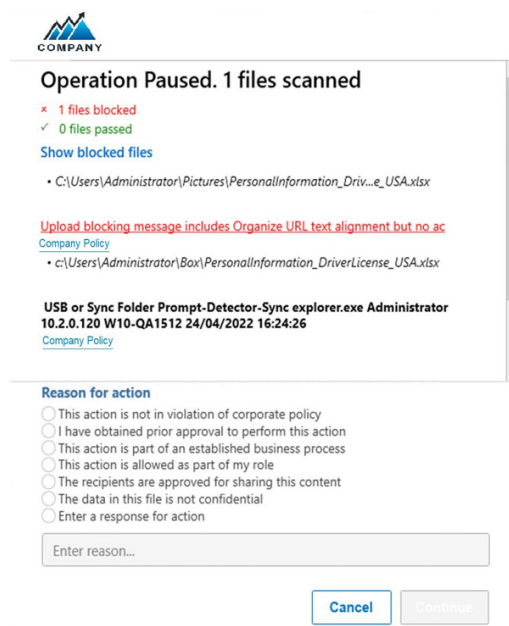 COMPANY
Operation Paused. 1 files scanned
× 1 files blocked
✓ 0 files passed
Show blocked files
• C:\Users\Administrator\Pictures\PersonalInformation_Driv...e_USA.xlsx
Upload blocking message includes Organize URL text alignment but no ac
Company Policy
• c:\Users\Administrator\Box\PersonalInformation_DriverLicense_USA.xlsx
USB or Sync Folder Prompt-Detector-Sync explorer.exe Administrator
10.2.0.120 W10-QA1512 24/04/2022 16:24:26
Company Policy
Reason for action
This action is not in violation of corporate policy
I have obtained prior approval to perform this action
This action is part of an established business process
This action is allowed as part of my role
The recipients are approved for sharing this content
The data in this file is not confidential
Enter a response for action
Enter reason...
Cancel
Continue